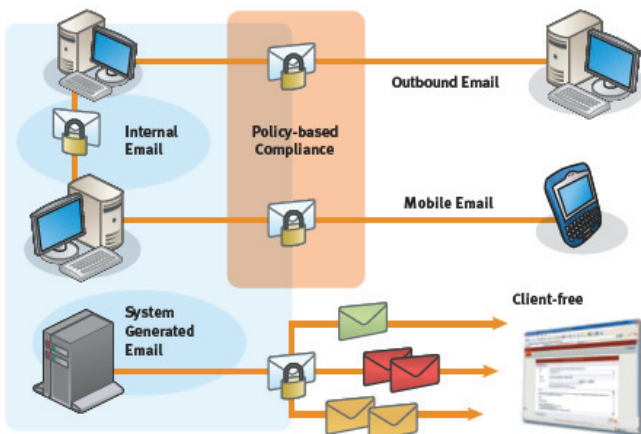 Outbound Email
Internal
Email
Policy-based
Compliance
Mobile Email
System
Generated
Email
Client-free